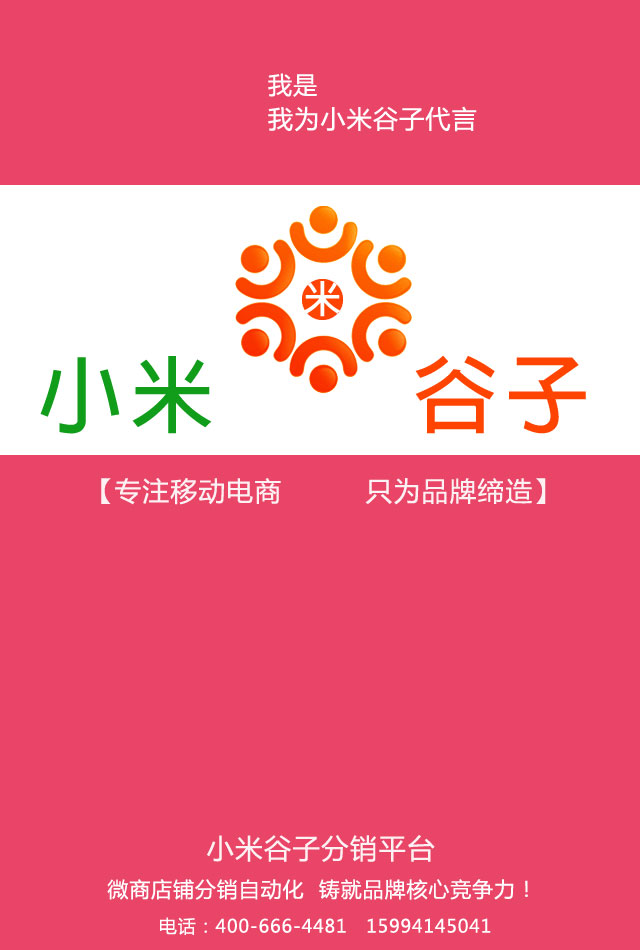 我是
我为小米谷子代言
米
小米 谷子
【专注移动电商 只为品牌缔造】
小米谷子分销平台
微商店铺分销自动化 铸就品牌核心竞争力！
电话：400-666-4481 15994145041